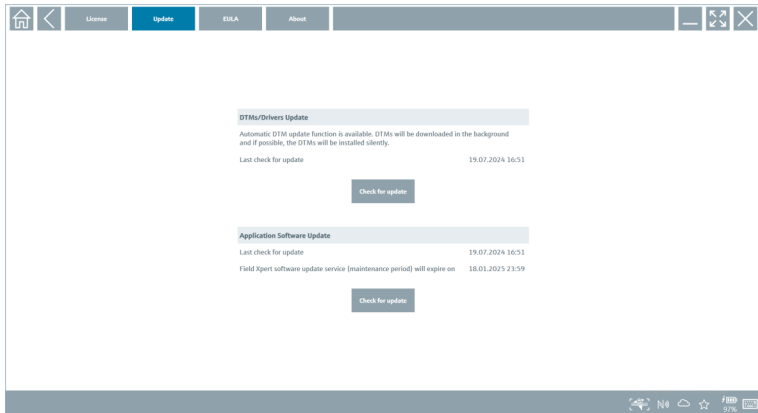 License
Update
EULA
About
DTMs/Drivers Update
Automatic DTM update function is available. DTMs will be downloaded in the background
and if possible, the DTMs will be installed silently.
Last check for update 19.07.2024 16:51
Check for update
Application Software Update
Last check for update 19.07.2024 16:51
Field Xpert software update service (maintenance period) will expire on 18.01.2025 23:59
Check for update
97%